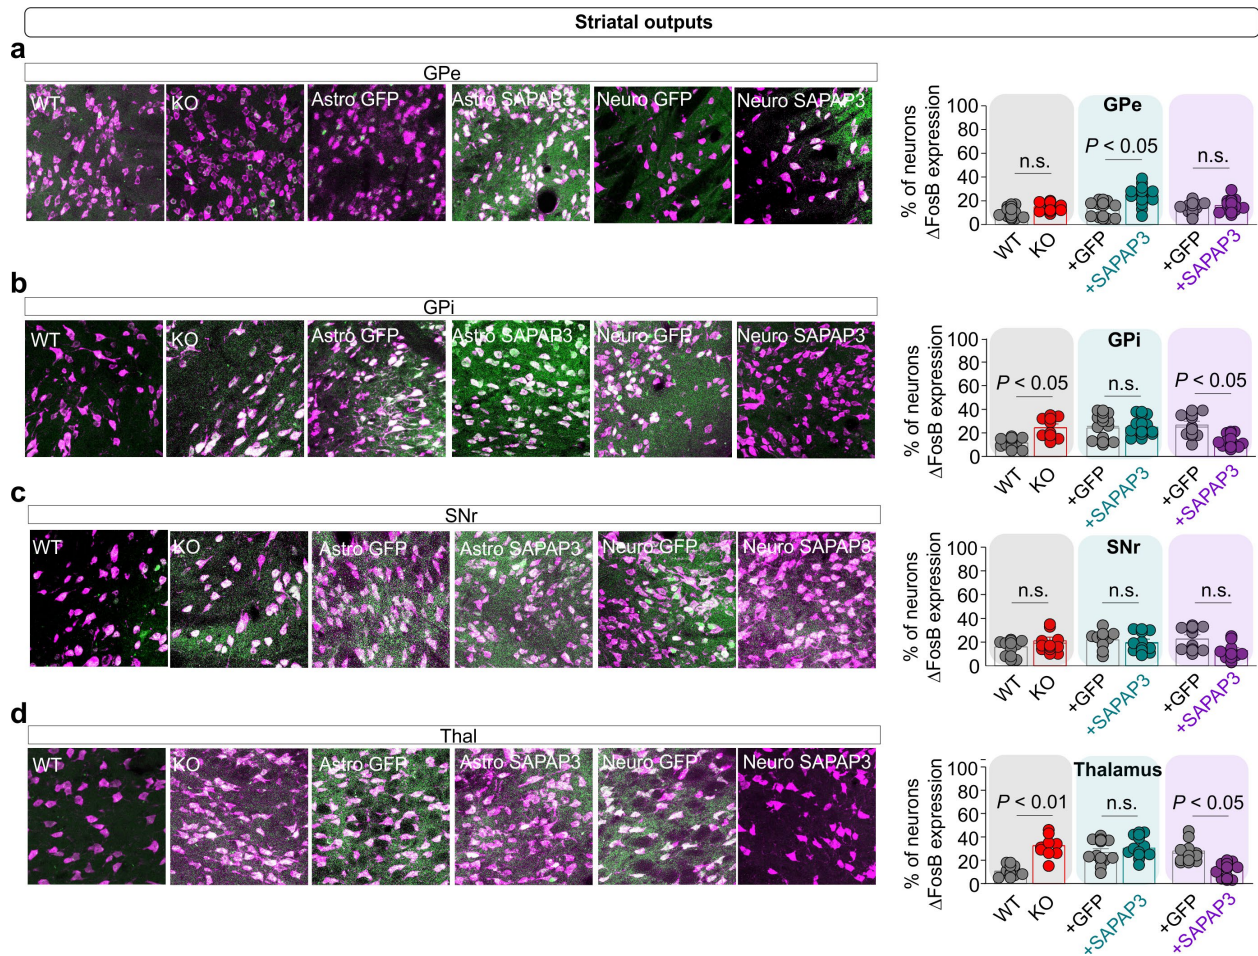 Striatal outputs
a
GPe
WT
KO
Astro GFP
Astro SAPAP3
Neuro GFP
Neuro SAPAP3
% of neurons
ΔFosB expression
100
80
60
40
20
0
GPe
n.s.
P < 0.05
n.s.
WT
KO
+GFP
+SAPAP3
+GFP
+SAPAP3
b
GPi
WT
KO
Astro GFP
Astro SAPAP3
Neuro GFP
Neuro SAPAP3
% of neurons
ΔFosB expression
100
80
60
40
20
0
GPi
P < 0.05
n.s.
P < 0.05
WT
KO
+GFP
+SAPAP3
+GFP
+SAPAP3
c
SNr
WT
KO
Astro GFP
Astro SAPAP3
Neuro GFP
Neuro SAPAP3
% of neurons
ΔFosB expression
100
80
60
40
20
0
SNr
n.s.
n.s.
n.s.
WT
KO
+GFP
+SAPAP3
+GFP
+SAPAP3
d
Thal
WT
KO
Astro GFP
Astro SAPAP3
Neuro GFP
Neuro SAPAP3
% of neurons
ΔFosB expression
100
80
60
40
20
0
Thalamus
P < 0.01
n.s.
P < 0.05
WT
KO
+GFP
+SAPAP3
+GFP
+SAPAP3